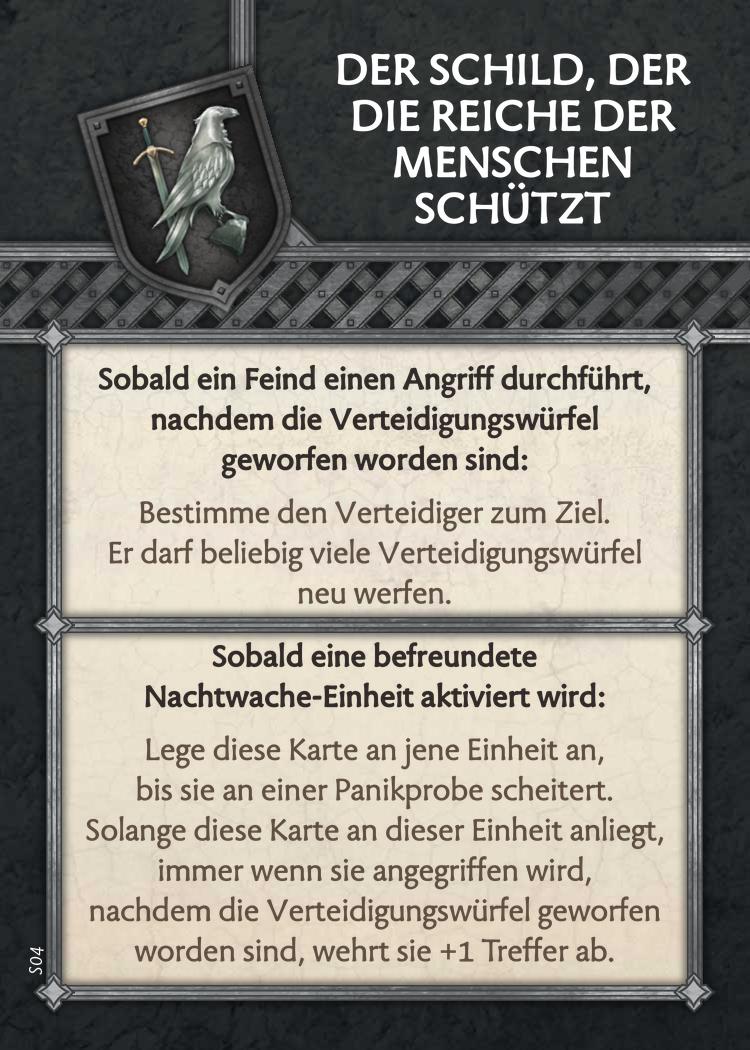 DER SCHILD, DER
DIE REICHE DER
MENSCHEN
SCHÜTZT
Sobald ein Feind einen Angriff durchführt,
nachdem die Verteidigungswürfel
geworfen worden sind:
Bestimme den Verteidiger zum Ziel.
Er darf beliebig viele Verteidigungswürfel
neu werfen.
Sobald eine befreundete
Nachtwache-Einheit aktiviert wird:
Lege diese Karte an jene Einheit an,
bis sie an einer Panikprobe scheitert.
Solange diese Karte an dieser Einheit anliegt,
immer wenn sie angegriffen wird,
nachdem die Verteidigungswürfel geworfen
worden sind, wehrt sie +1 Treffer ab.
S04